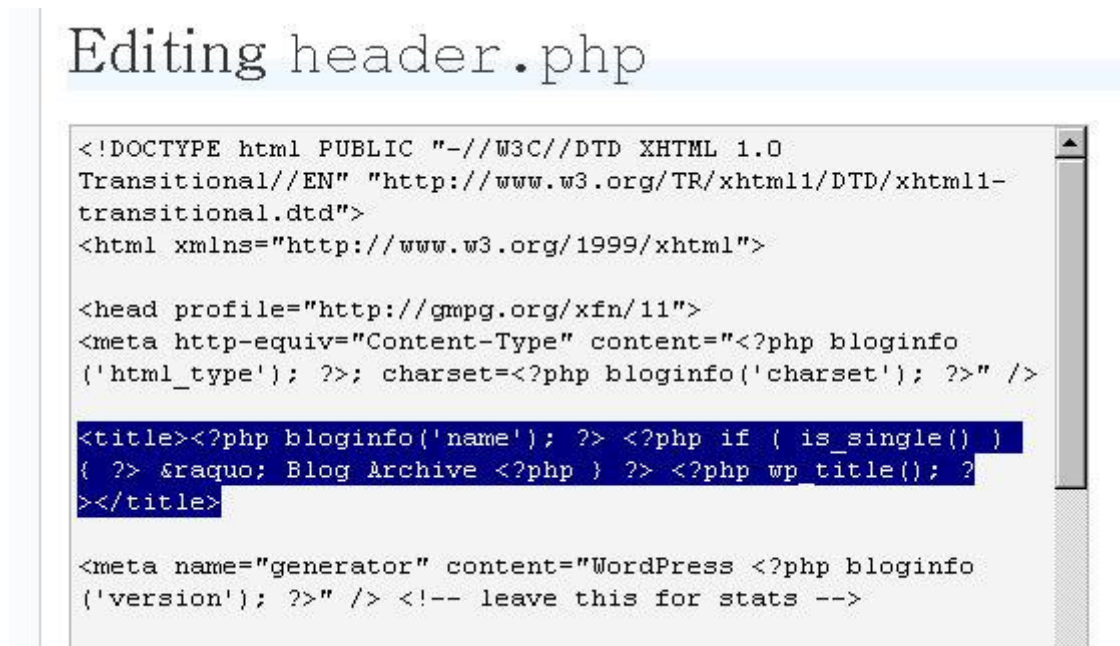 Editing header.php
<!DOCTYPE html PUBLIC "-//W3C//DTD XHTML 1.0
Transitional//EN" "http://www.w3.org/TR/xhtml1/DTD/xhtml1-
transitional.dtd">
<html xmlns="http://www.w3.org/1999/xhtml">
<head profile="http://gmpg.org/xfn/11">
<meta http-equiv="Content-Type" content="<?php bloginfo
('html_type'); ?>; charset=<?php bloginfo('charset'); ?>" />
<title><?php bloginfo('name'); ?> <?php if ( is_single() )
{ ?> &raquo; Blog Archive <?php } ?> <?php wp_title(); ?
></title>
<meta name="generator" content="WordPress <?php bloginfo
('version'); ?>" /> <!-- leave this for stats -->